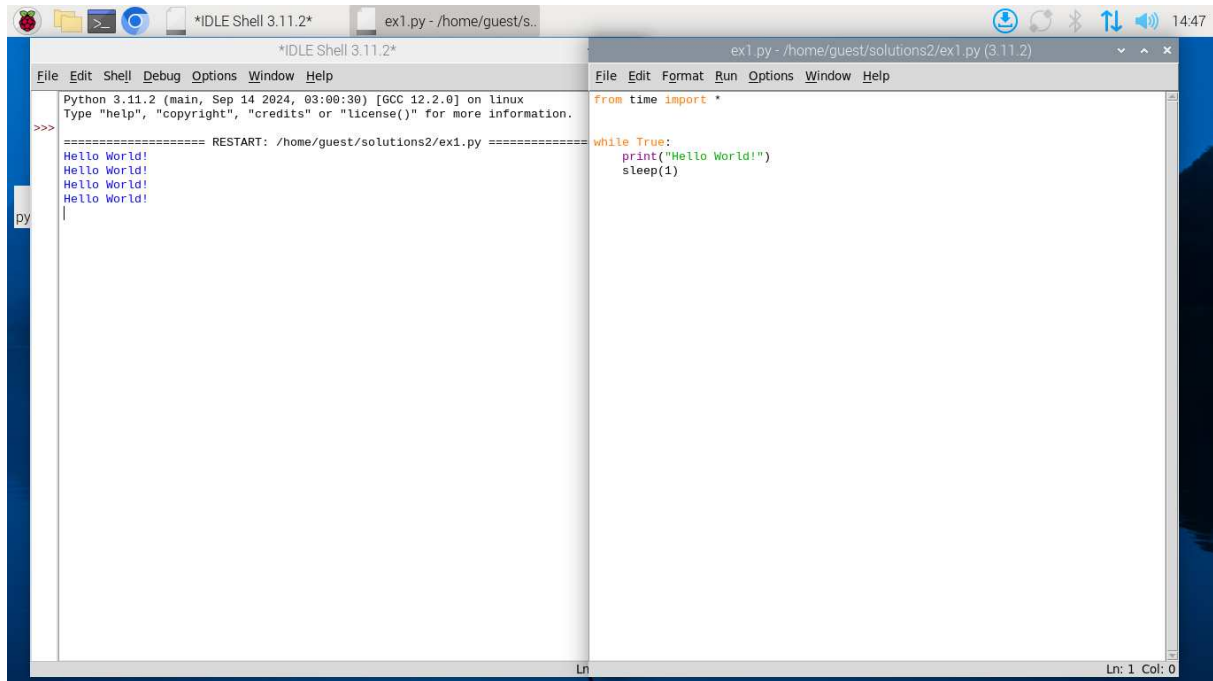 *IDLE Shell 3.11.2*
ex1.py - /home/guest/s..
14:47
*IDLE Shell 3.11.2*
File Edit Shell Debug Options Window Help
Python 3.11.2 (main, Sep 14 2024, 03:00:30) [GCC 12.2.0] on linux
Type "help", "copyright", "credits" or "license()" for more information.
>>>
==================== RESTART: /home/guest/solutions2/ex1.py ==============
Hello World!
Hello World!
Hello World!
Hello World!
py
Ln
ex1.py - /home/guest/solutions2/ex1.py (3.11.2)
File Edit Format Run Options Window Help
from time import *
while True:
    print("Hello World!")
    sleep(1)
Ln: 1 Col: 0